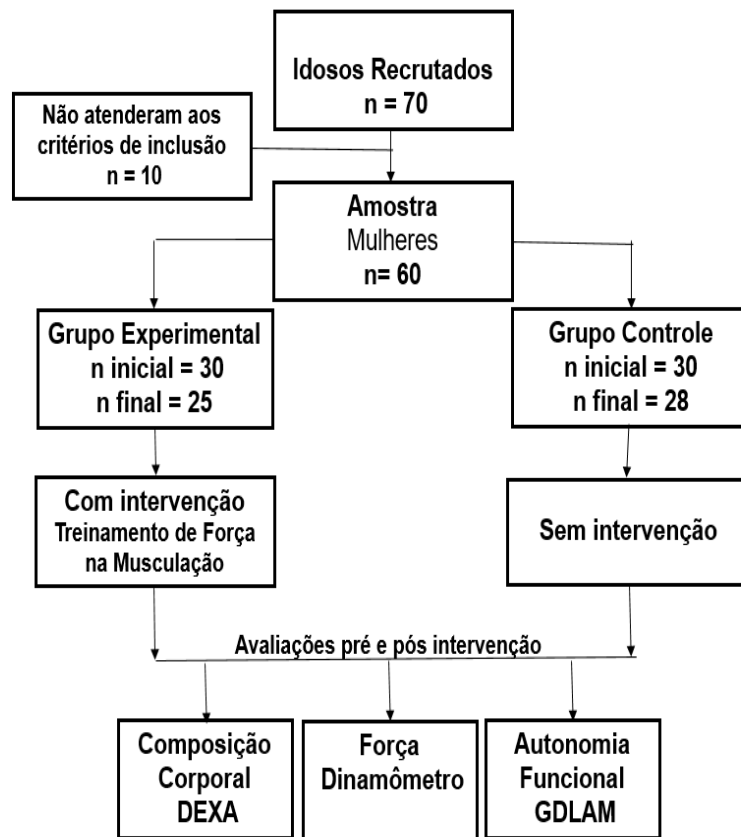 Idosos Recrutados
n = 70
Não atenderam aos
critérios de inclusão
n = 10
Amostra
Mulheres
n= 60
Grupo Experimental
n inicial = 30
n final = 25
Grupo Controle
n inicial = 30
n final = 28
Com intervenção
Treinamento de Força
na Musculação
Sem intervenção
Avaliações pré e pós intervenção
Composição
Corporal
DEXA
Força
Dinamômetro
Autonomia
Funcional
GDLAM